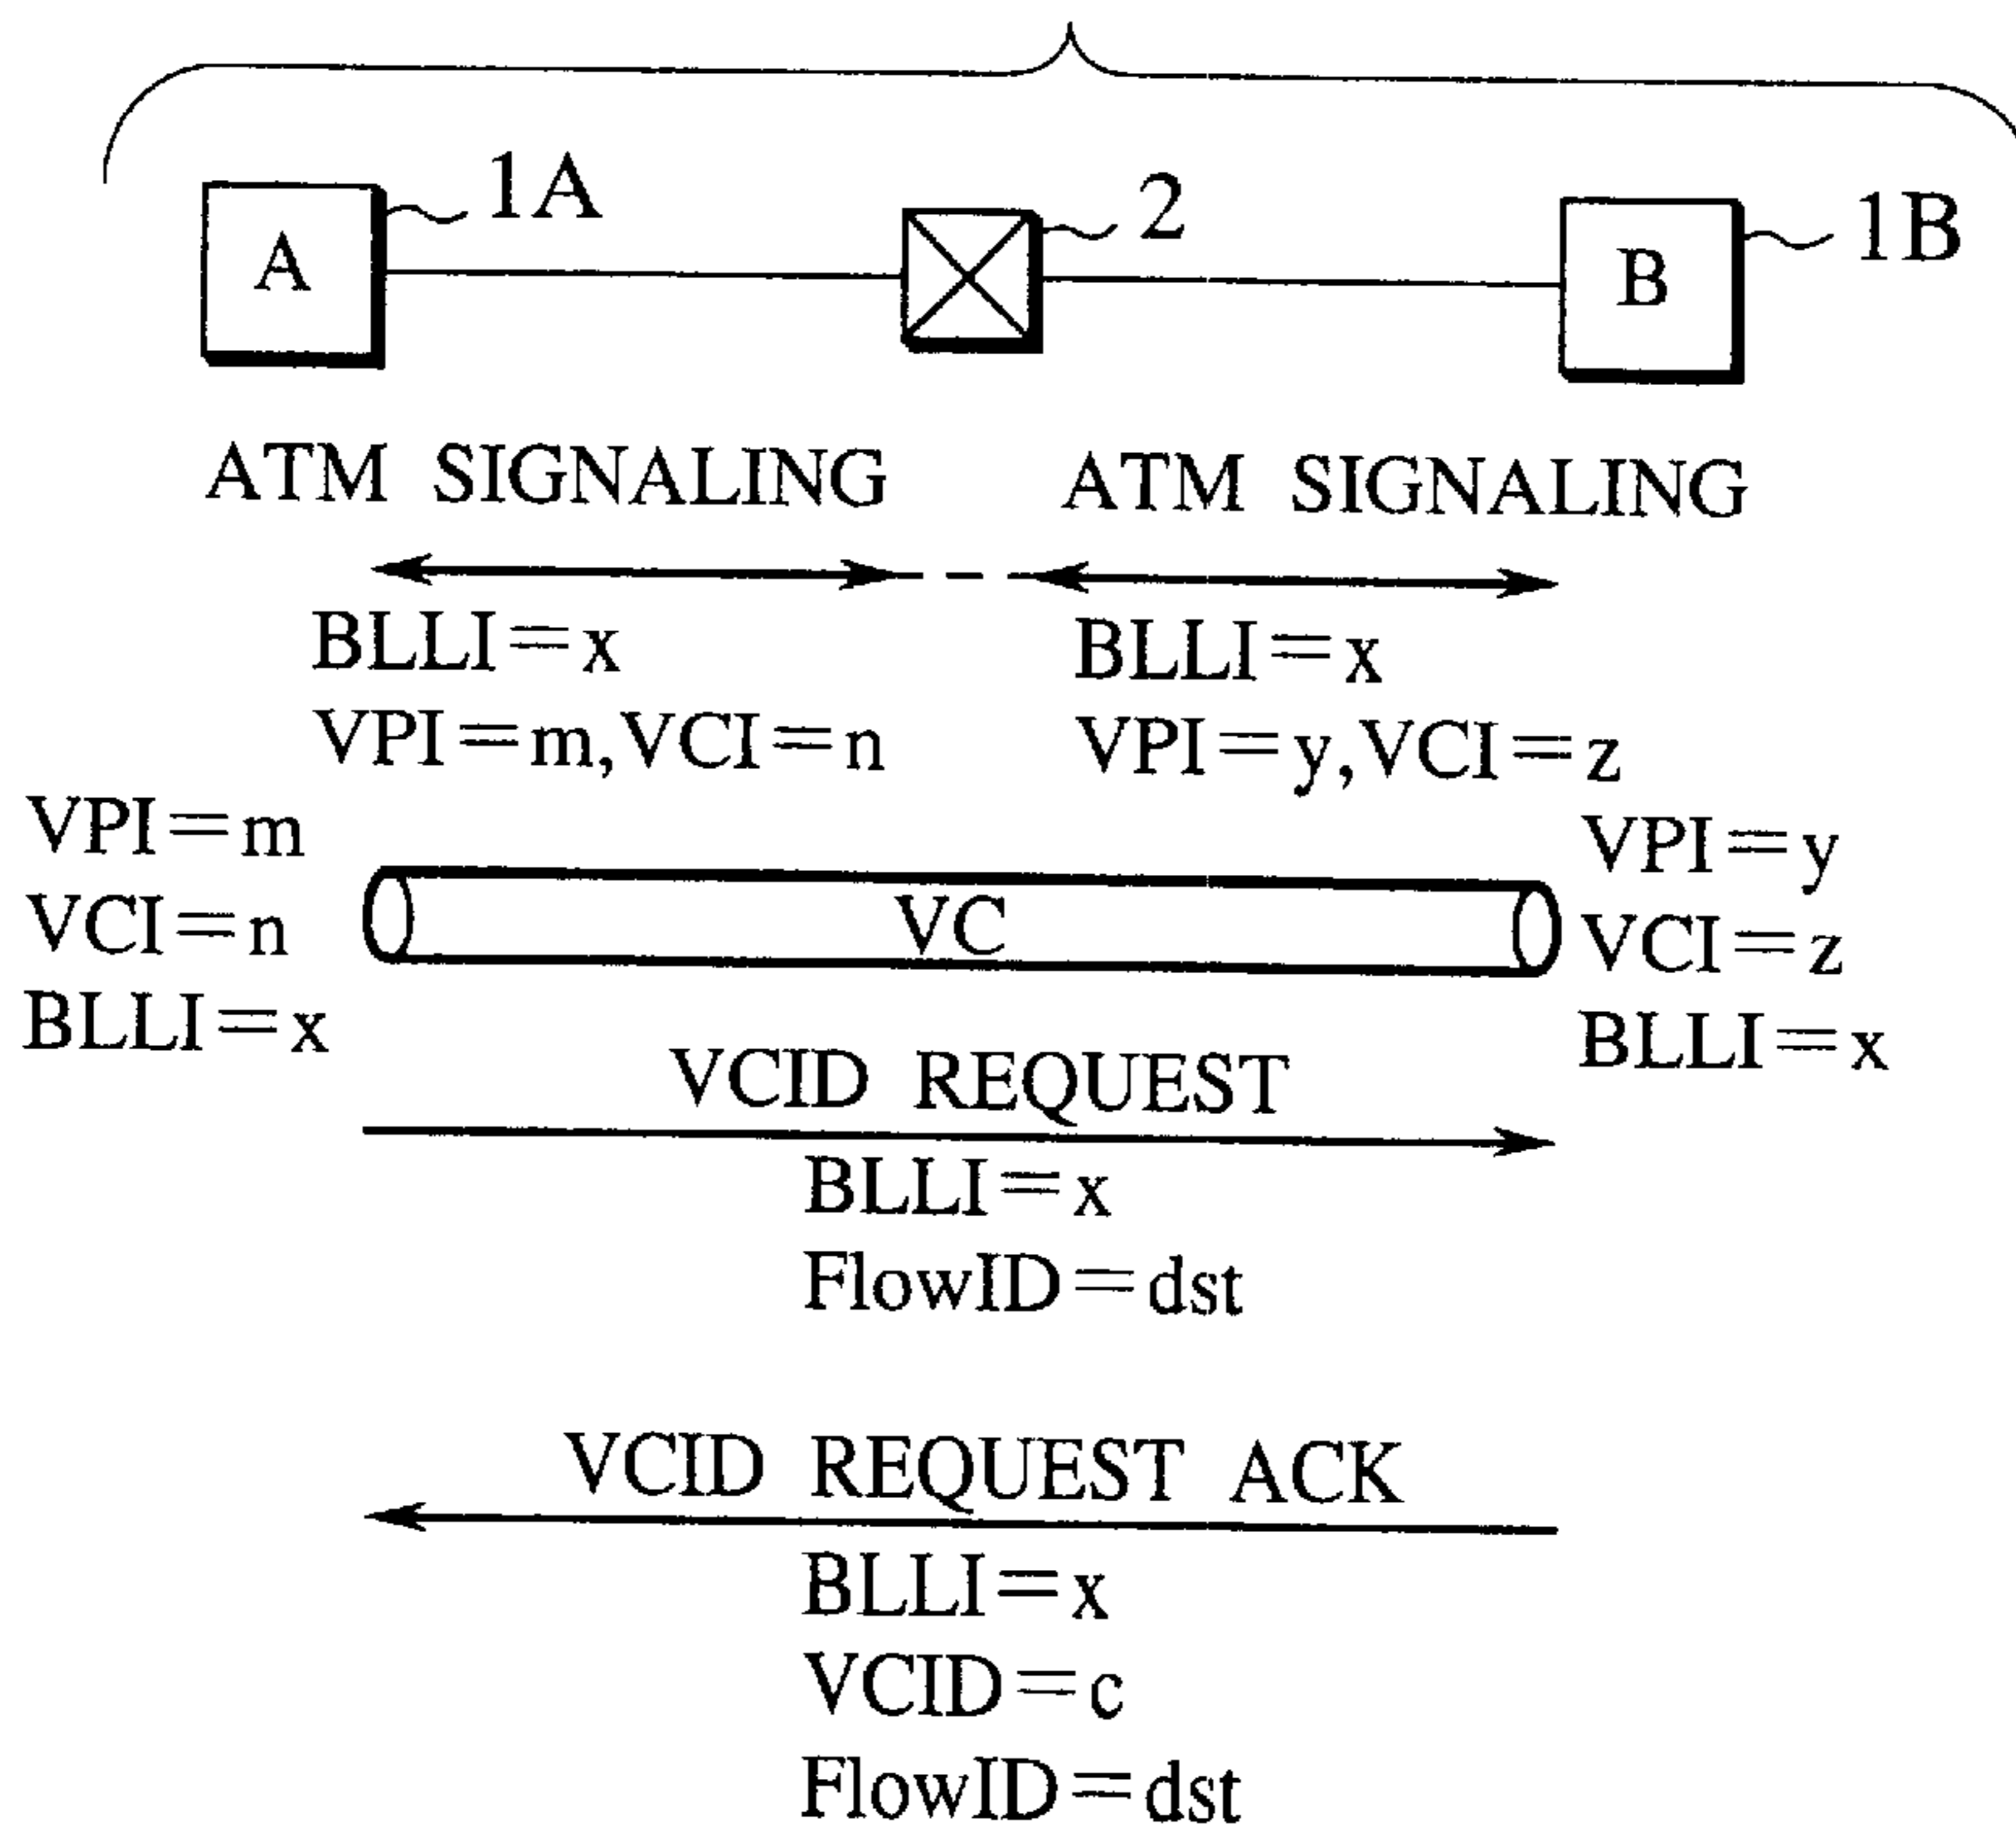 1A
2
1B
A
B
ATM SIGNALING
ATM SIGNALING
BLLI=x
BLLI=x
VPI=m,VCI=n
VPI=y,VCI=z
VPI=m
VCI=n
BLLI=x
VC
VPI=y
VCI=z
BLLI=x
VCID REQUEST
BLLI=x
FlowID=dst
VCID REQUEST ACK
BLLI=x
VCID=c
FlowID=dst